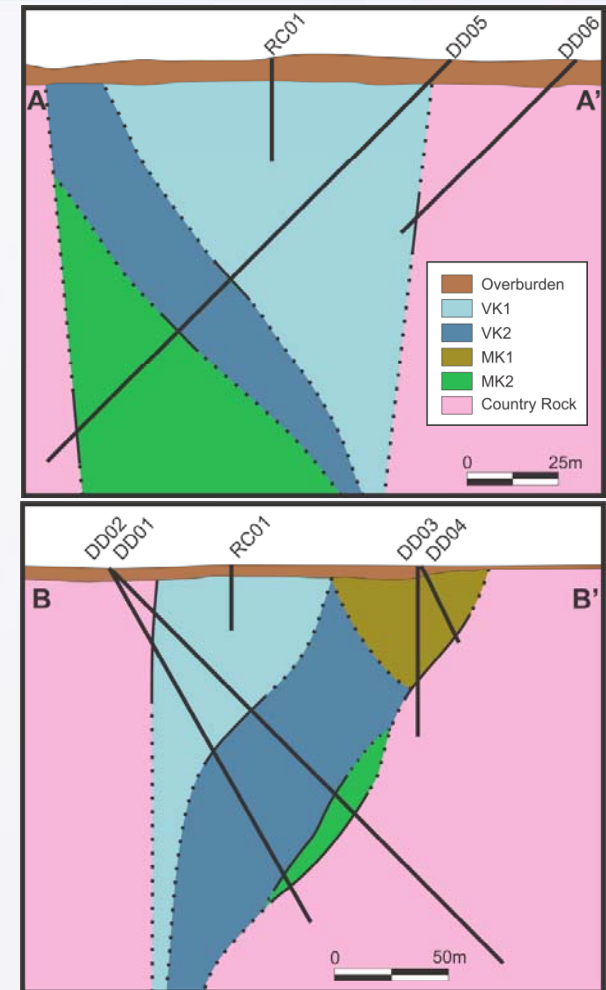 RC01
DD05
DD06
A
A'
Overburden
VK1
VK2
MK1
MK2
Country Rock
0 25m
DD02
DD01
RC01
DD03
DD04
B
B'
0 50m